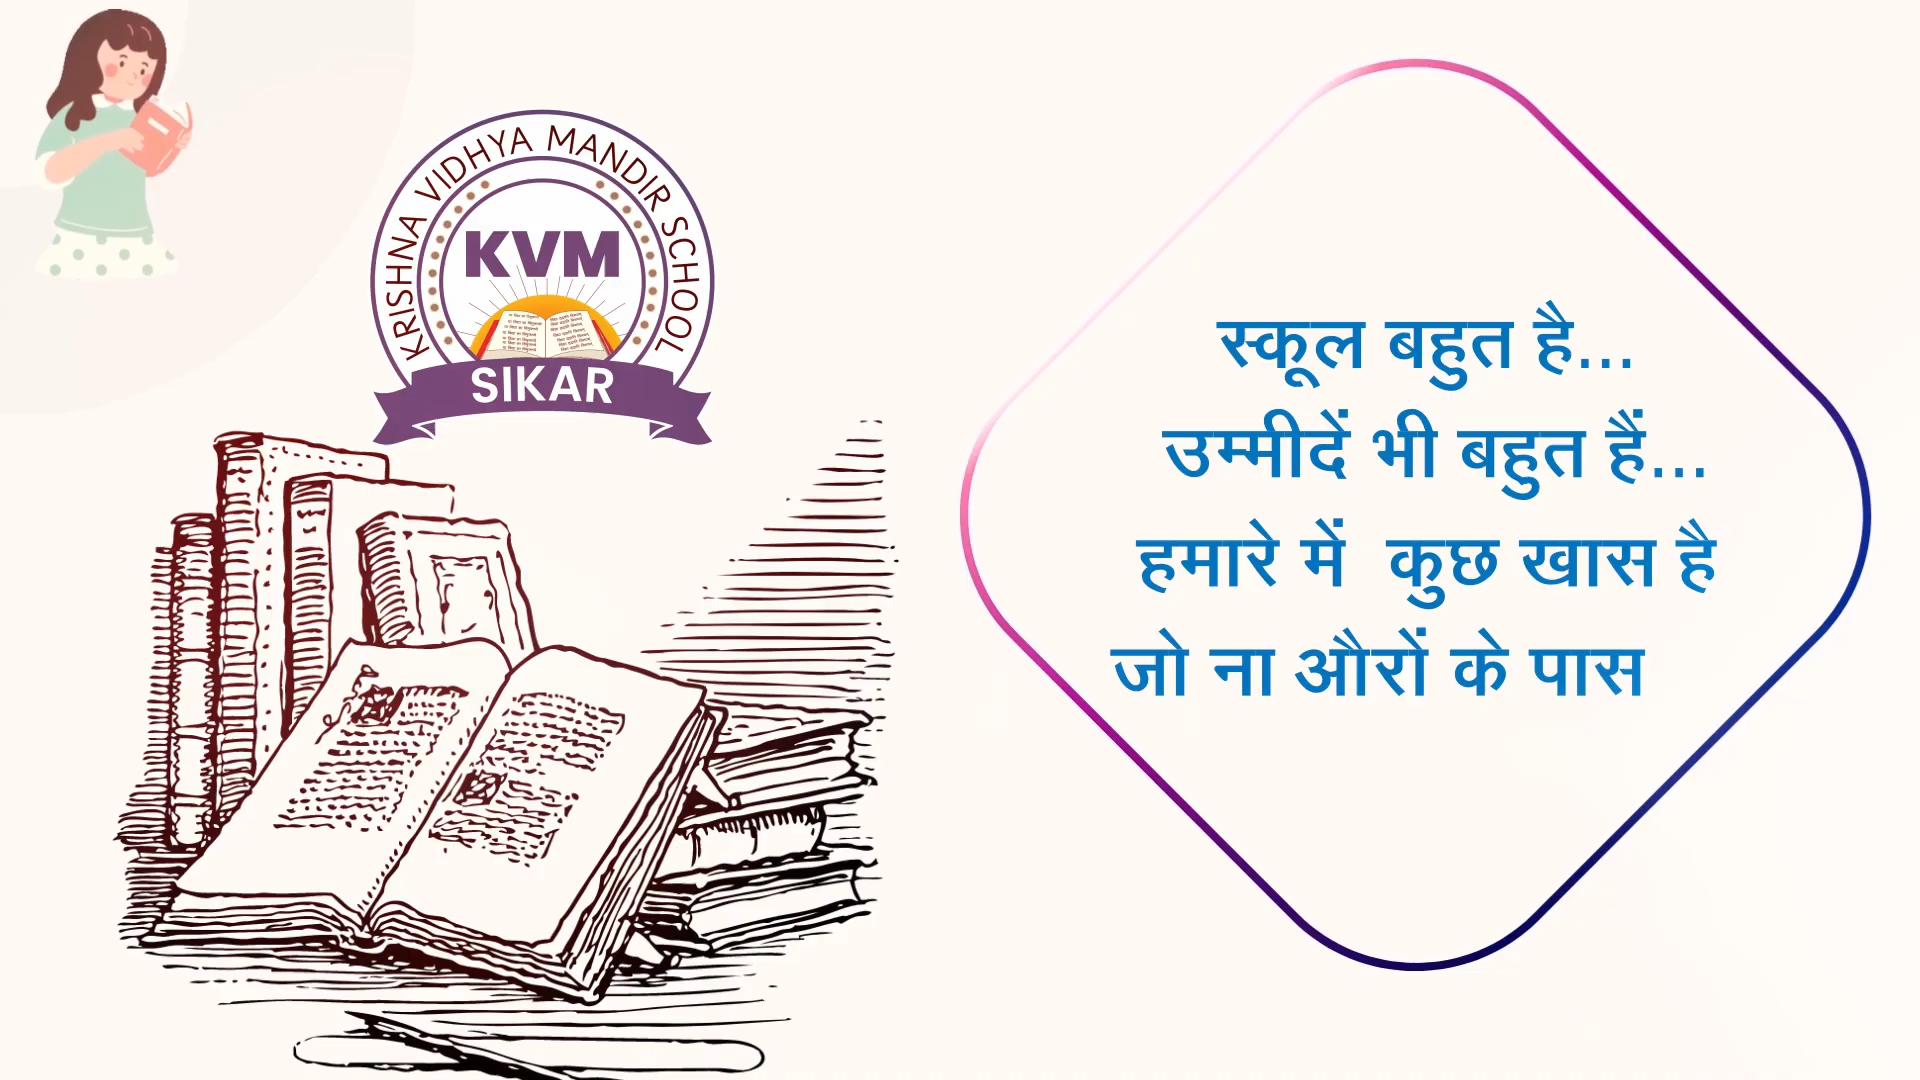 KRISHNA VIDHYA MANDIR SCHOOL
KVM
SIKAR
स्कूल बहुत है...
उम्मीदें भी बहुत हैं...
हमारे में कुछ खास है
जो ना औरों के पास